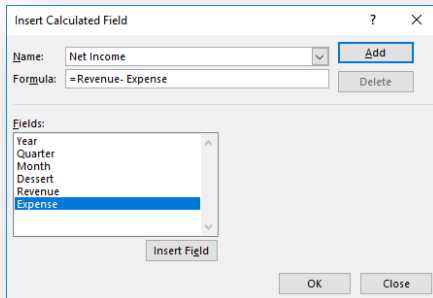 Insert Calculated Field ? ×
Name: Net Income Add
Formula: =Revenue- Expense Delete
Fields:
Year
Quarter
Month
Dessert
Revenue
Expense
Insert Field
OK Close